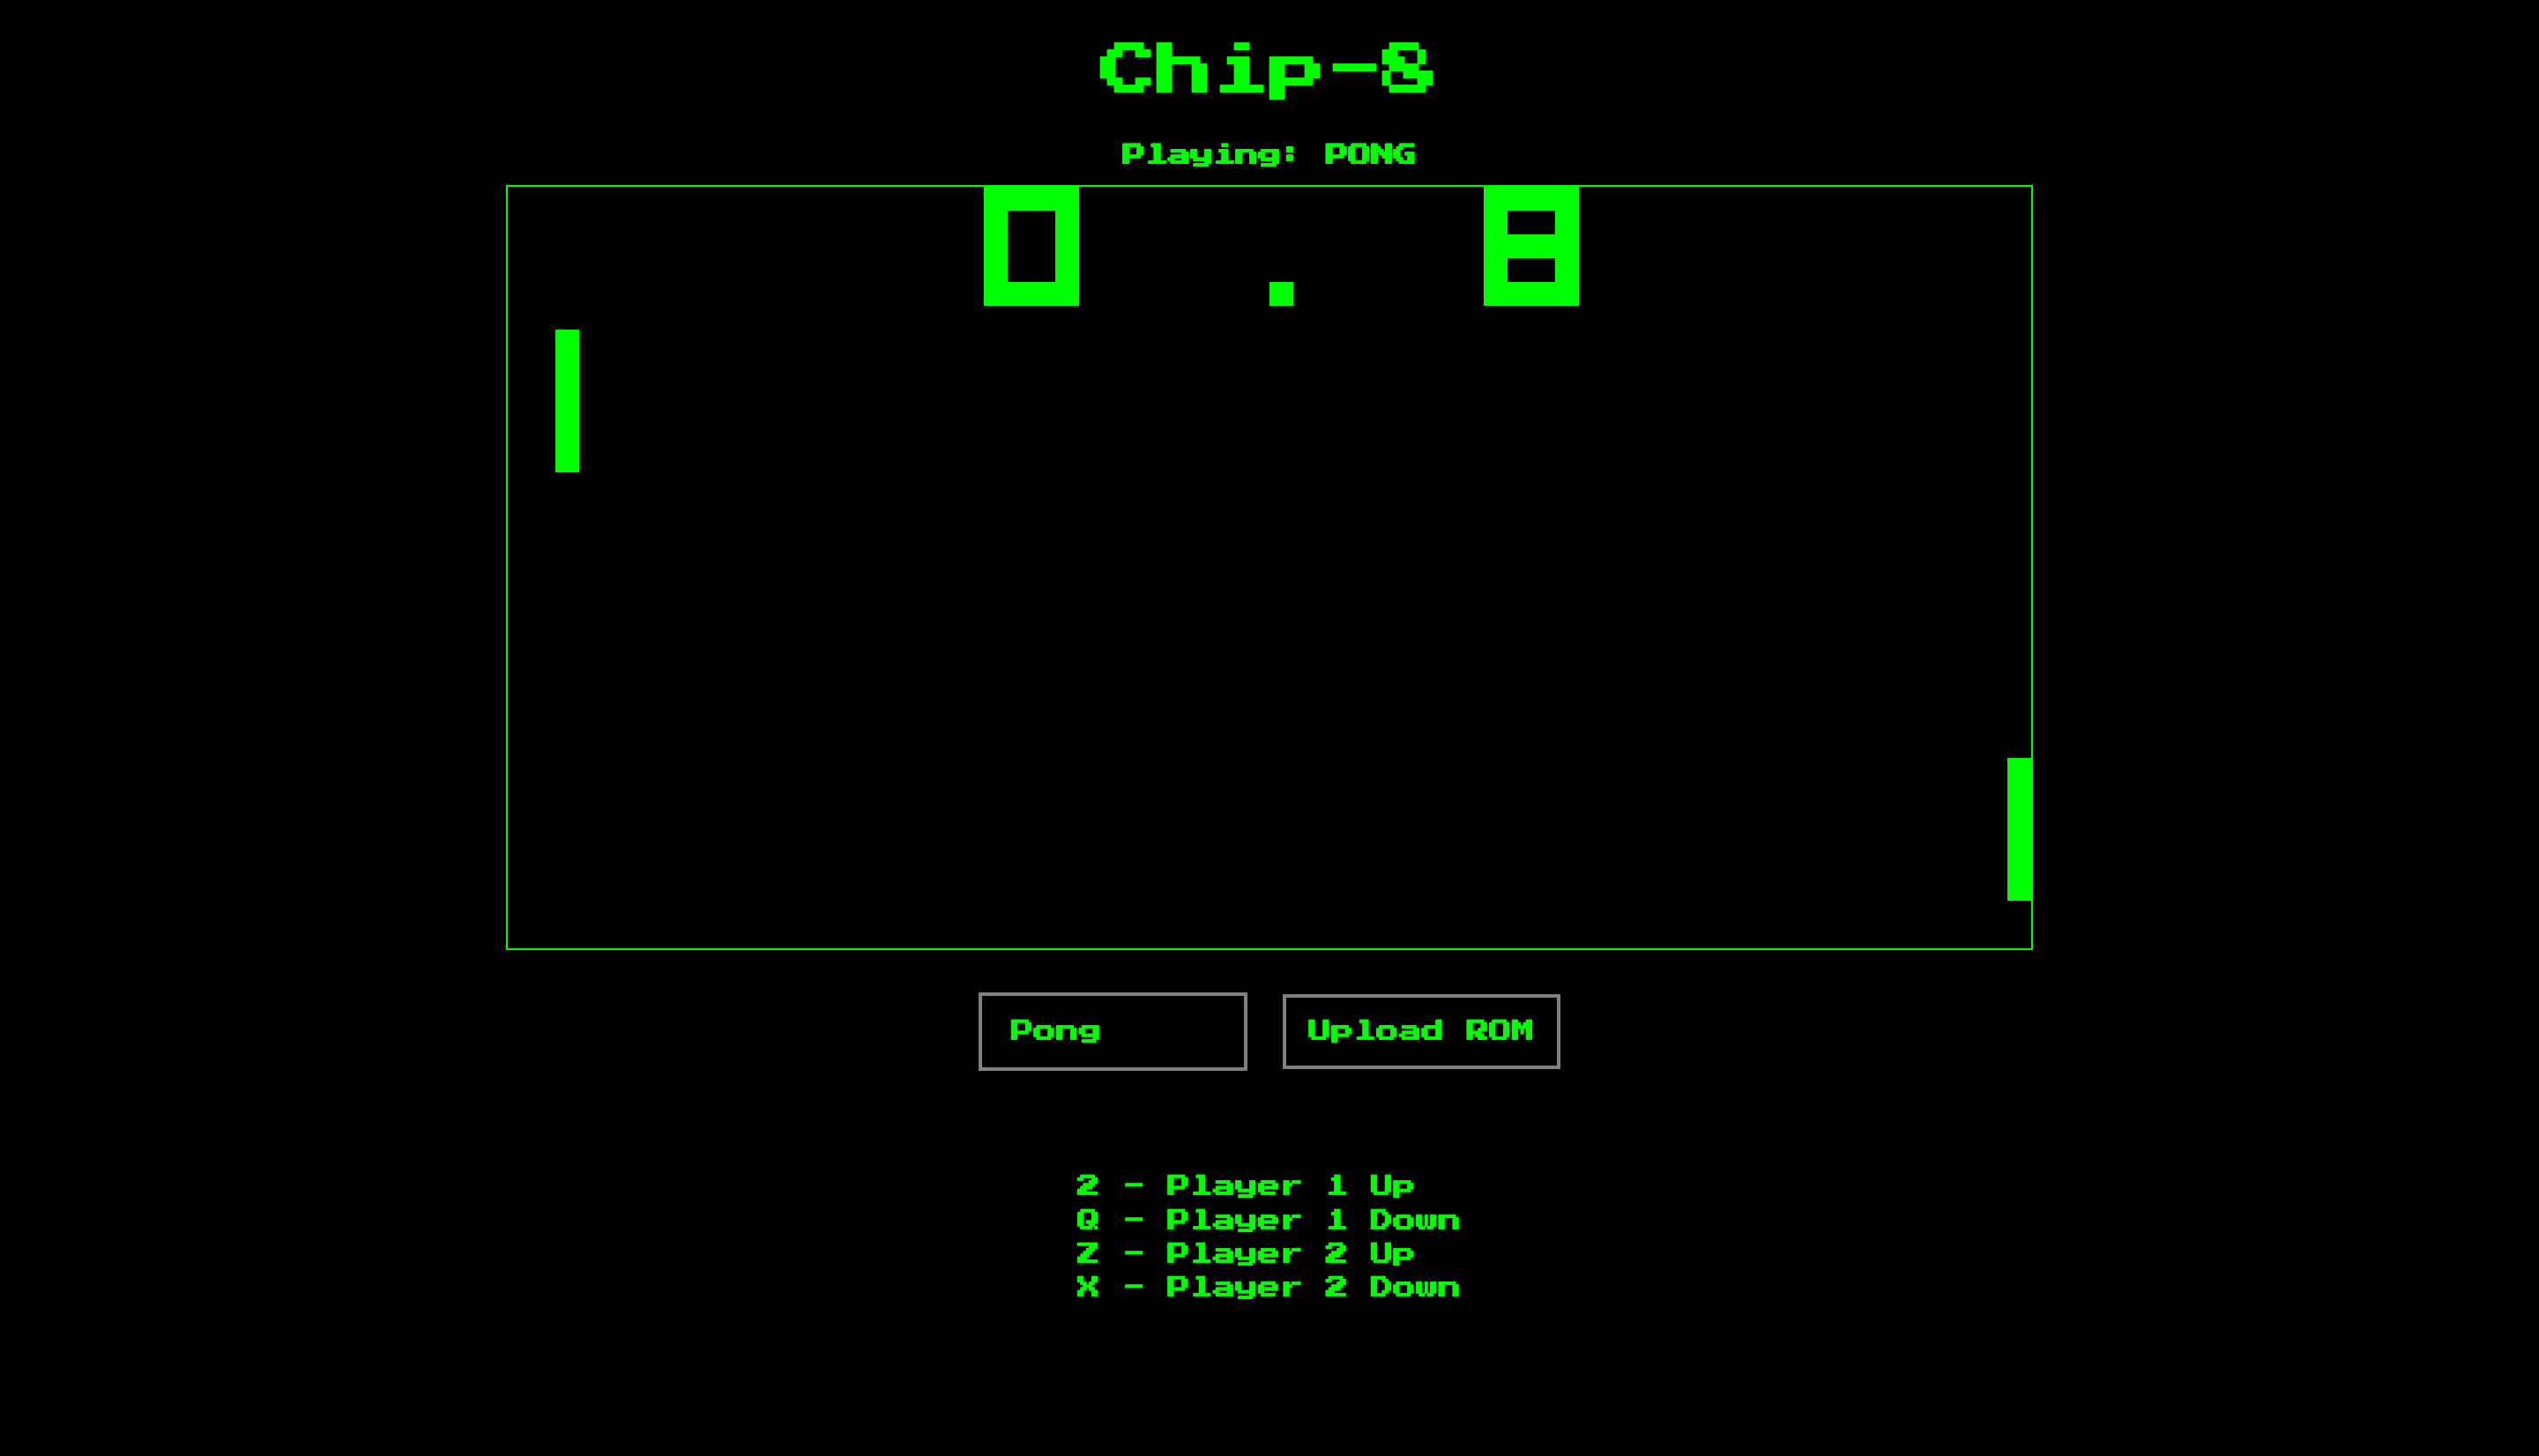 Chip-8
Playing: PONG
0 8
Pong
Upload ROM
2 - Player 1 Up
Q - Player 1 Down
Z - Player 2 Up
X - Player 2 Down